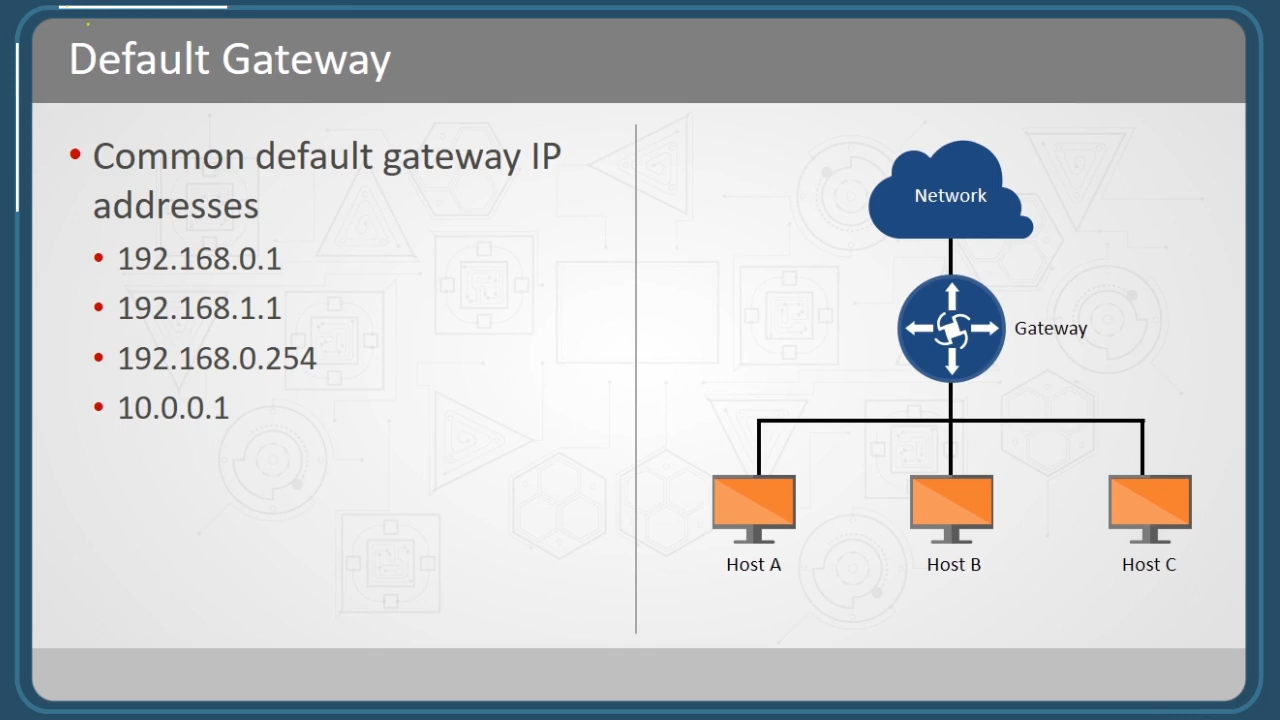 Default Gateway
• Common default gateway IP
addresses
• 192.168.0.1
• 192.168.1.1
• 192.168.0.254
• 10.0.0.1
Network
Gateway
Host A
Host B
Host C